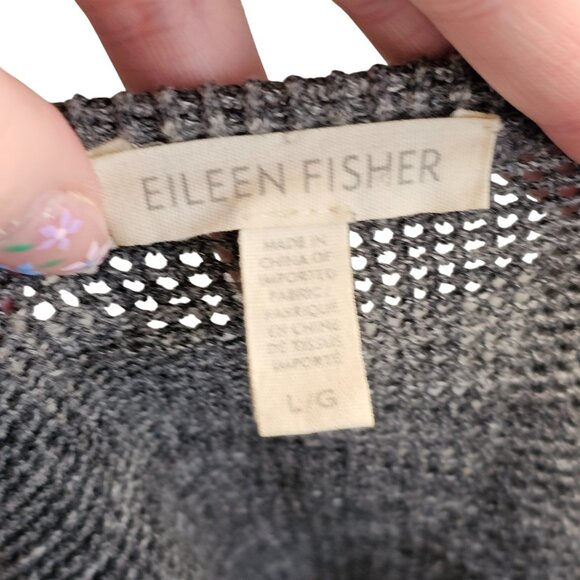 EILEEN FISHER
MADE IN
CHINA OF
IMPORTED
FABRIC
FABRIQUÉ
EN CHINE
DE TISSUS
IMPORTÉ
L/G